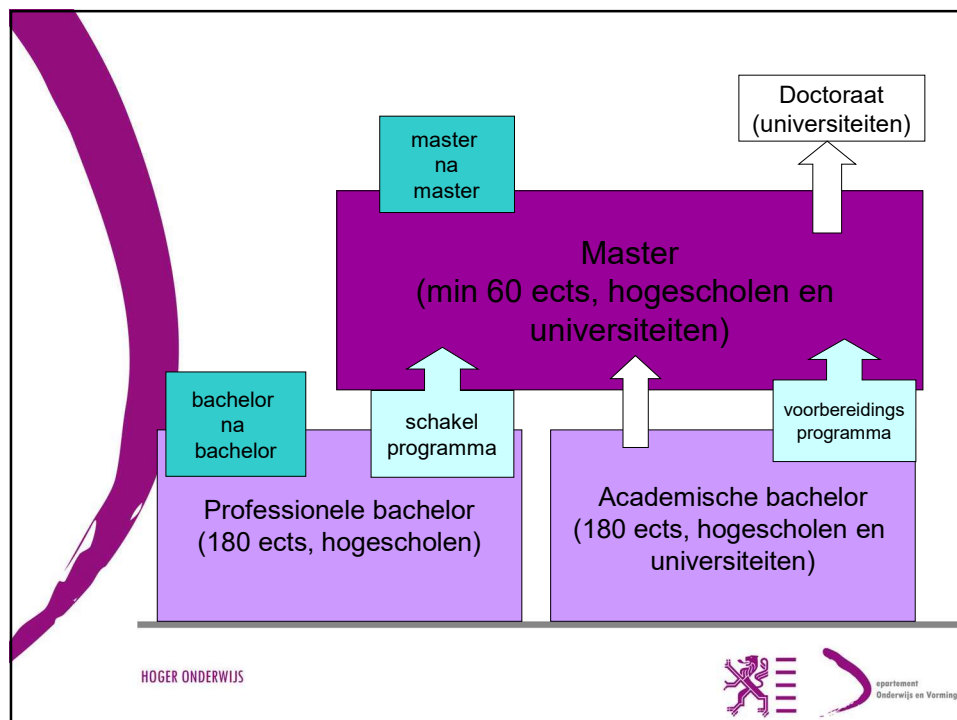 Doctoraat
(universiteiten)
master
na
master
Master
(min 60 ects, hogescholen en
universiteiten)
bachelor
na
bachelor
schakel
programma
voorbereidings
programma
Professionele bachelor
(180 ects, hogescholen)
Academische bachelor
(180 ects, hogescholen en
universiteiten)
HOGER ONDERWIJS
epartement
Onderwijs en Vorming